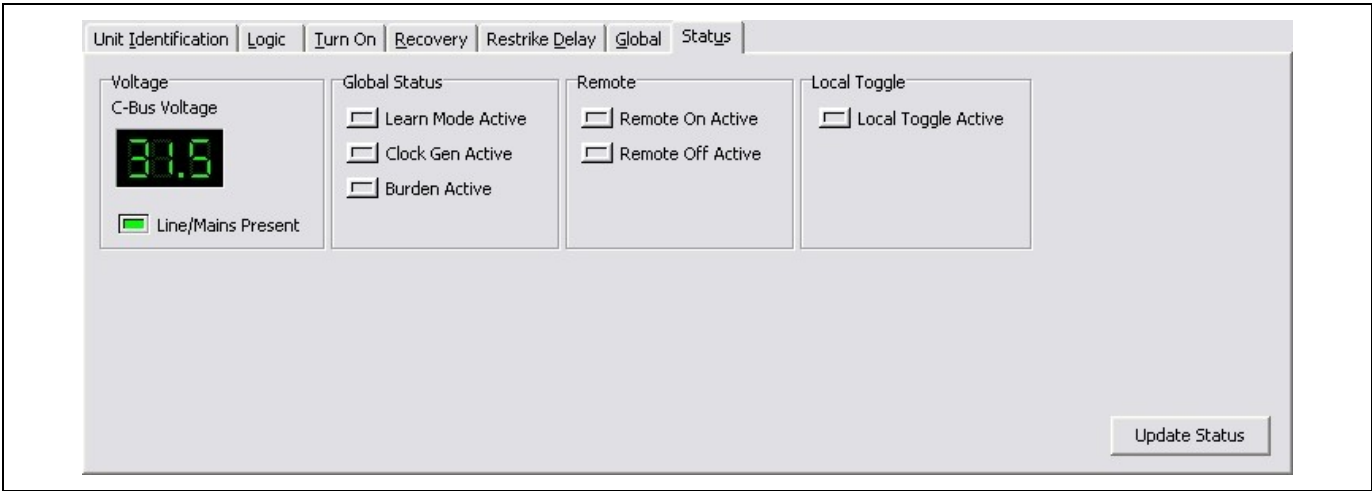 Unit Identification Logic Turn On Recovery Restrike Delay Global Status
Voltage
C-Bus Voltage
31.5
Line/Mains Present
Global Status
Learn Mode Active
Clock Gen Active
Burden Active
Remote
Remote On Active
Remote Off Active
Local Toggle
Local Toggle Active
Update Status